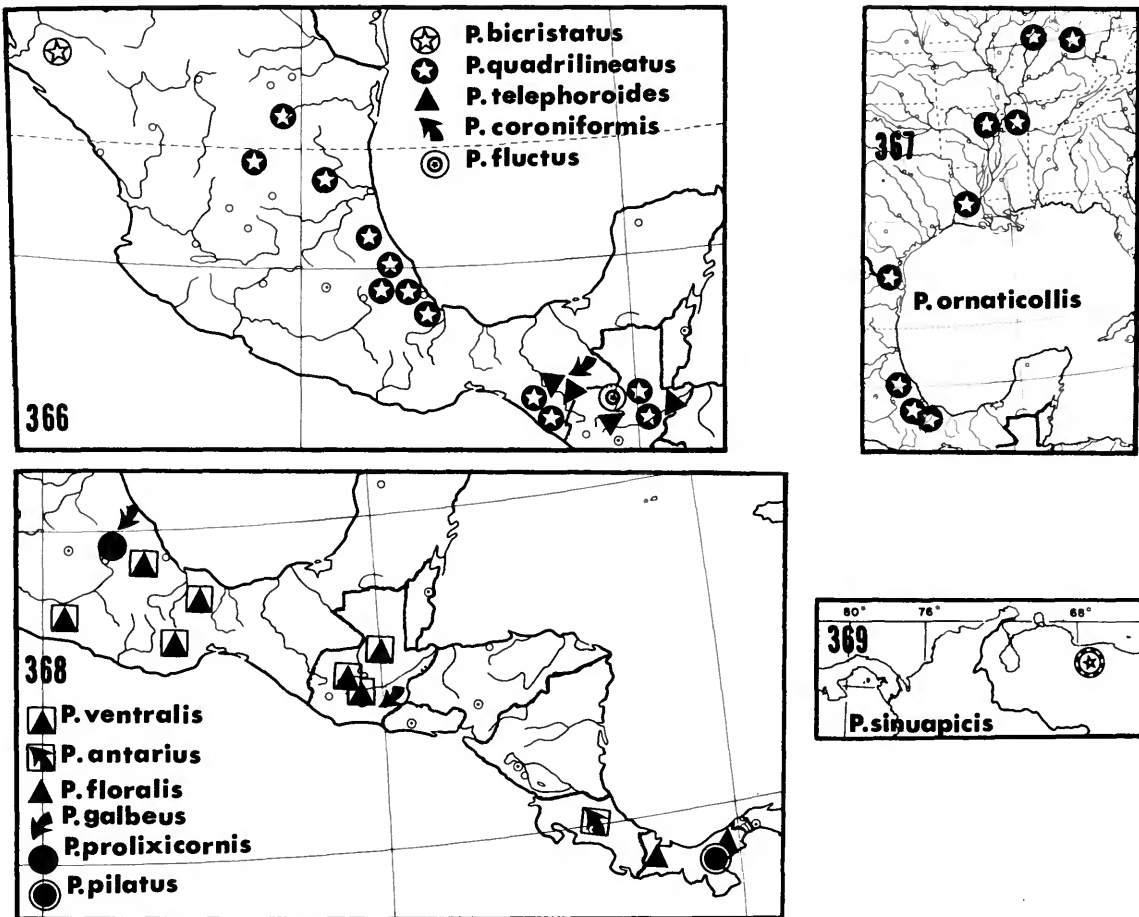 P. bicristatus
P. quadrilineatus
P. telephoroides
P. coroniformis
P. fluctus
366
367
P. ornaticollis
368
P. ventralis
P. antarius
P. floralis
P. galbeus
P. prolixicornis
P. pilatus
80° 76° 68°
369
P. sinuapicis